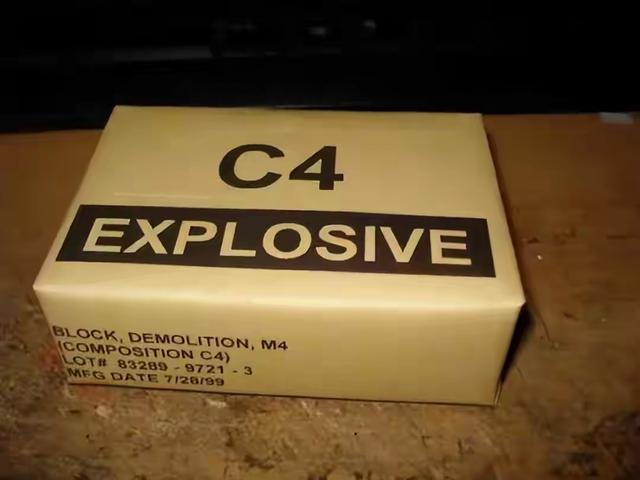 C4
EXPLOSIVE
BLOCK, DEMOLITION, M4
(COMPOSITION C4)
LOT# 83289 - 9721 - 3
MFG DATE 7/28/99